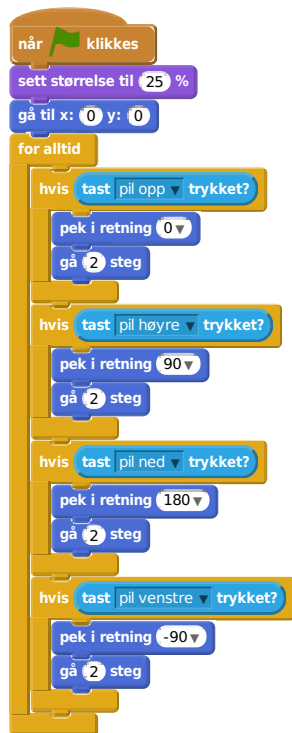 når klikkes
sett størrelse til 25 %
gå til x: 0 y: 0
for alltid
hvis tast pil opp trykket?
pek i retning 0
gå 2 steg
hvis tast pil høyre trykket?
pek i retning 90
gå 2 steg
hvis tast pil ned trykket?
pek i retning 180
gå 2 steg
hvis tast pil venstre trykket?
pek i retning -90
gå 2 steg